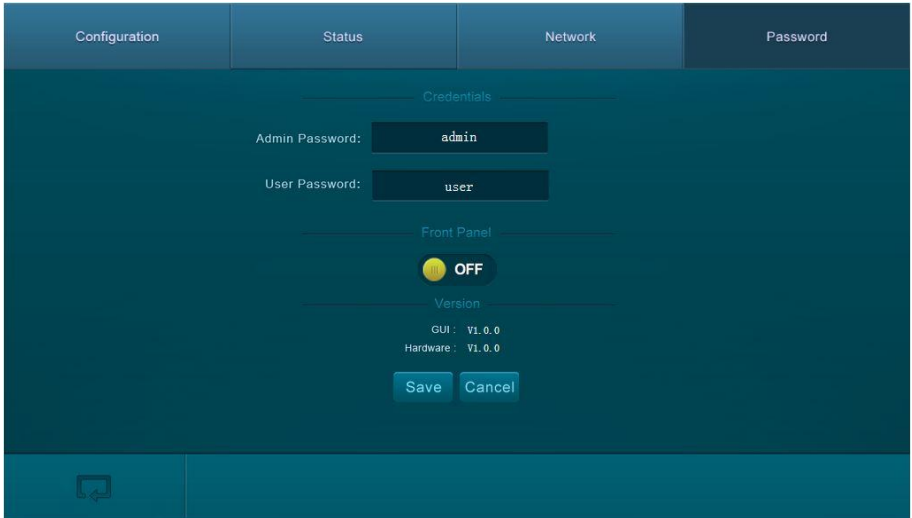 Configuration Status Network Password
Credentials
Admin Password: admin
User Password: user
Front Panel
OFF
Version
GUI : V1.0.0
Hardware : V1.0.0
Save Cancel